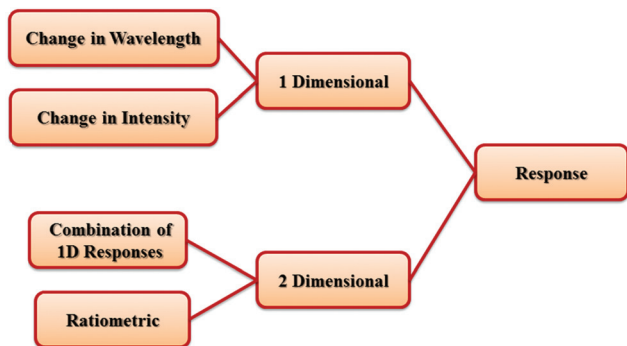 Change in Wavelength
1 Dimensional
Change in Intensity
Response
Combination of
1D Responses
2 Dimensional
Ratiometric